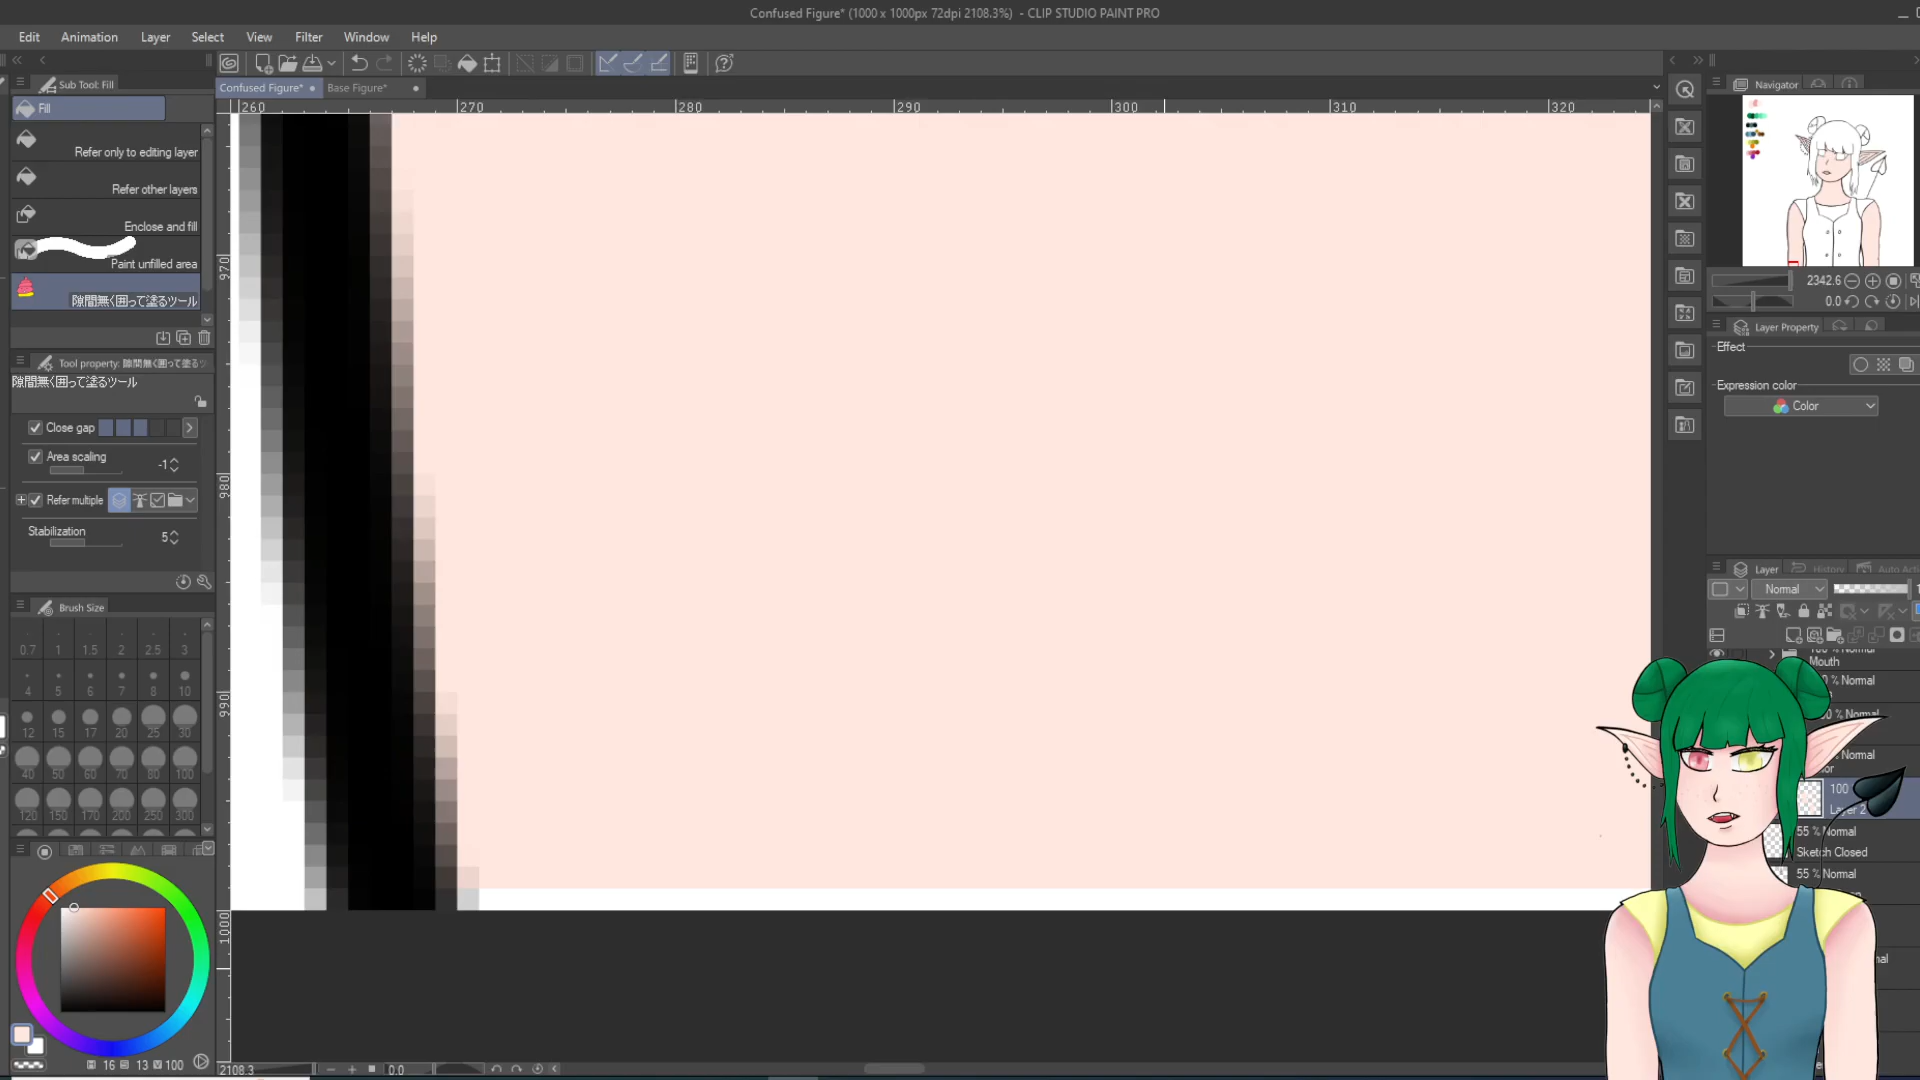 Confused Figure* (1000 x 1000px 72dpi 2108.3%) - CLIP STUDIO PAINT PRO
Edit Animation Layer Select View Filter Window Help
Sub Tool: Fill
Confused Figure* Base Figure*
Fill
260 270 280 290 300 310 320
Refer only to editing layer
Refer other layers
Enclose and fill
Paint unfilled area
隙間無く囲って塗るツール
Tool property: 隙間無く囲って塗るツ
隙間無く囲って塗るツール
Close gap
Area scaling -1
Refer multiple
Stabilization 5
Brush Size
0.7 1 1.5 2 2.5 3
4 5 6 7 8 10
12 15 17 20 25 30
40 50 60 70 80 100
120 150 170 200 250 300
16 13 100
970
980
990
1000
2108.3 0.0
Navigator
2342.6
0.0
Layer Property
Effect
Expression color
Color
Layer History Auto Acti
Normal
Mouth
% Normal
0 % Normal
% Normal
100
Layer 2
55 % Normal
Sketch Closed
55 % Normal